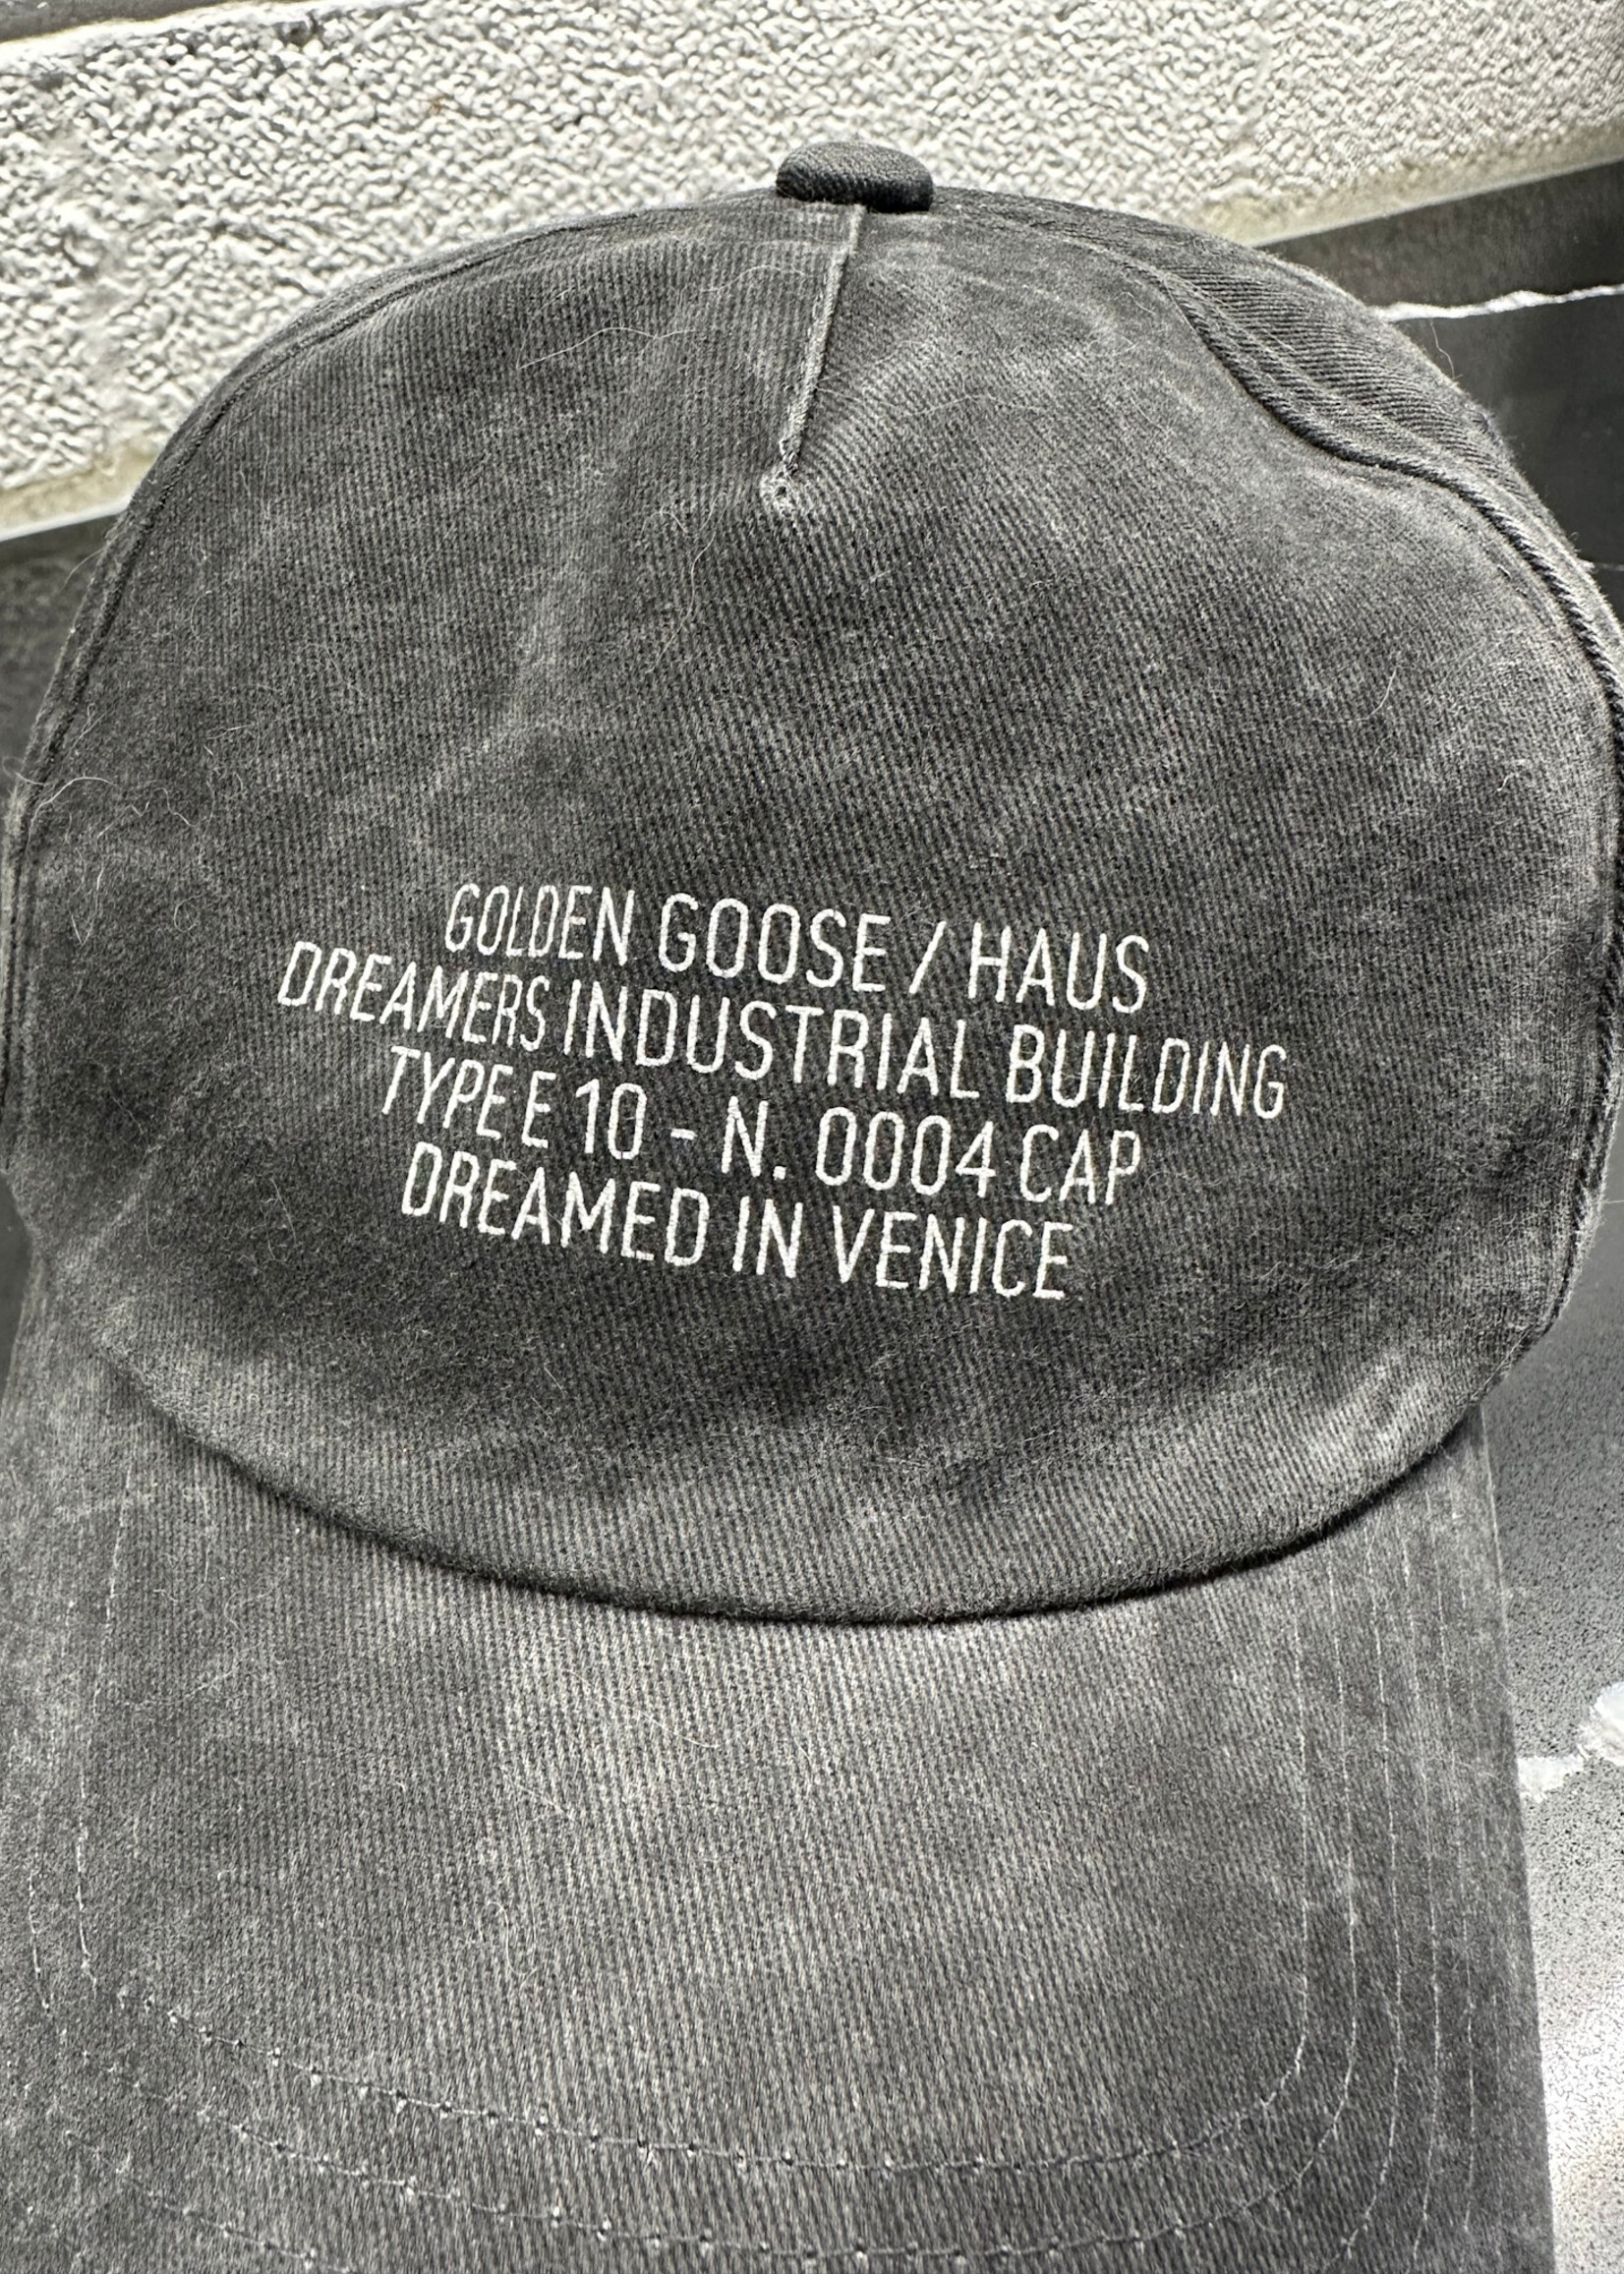 GOLDEN GOOSE / HAUS
DREAMERS INDUSTRIAL BUILDING
TYPE E 10 - N. 0004 CAP
DREAMED IN VENICE